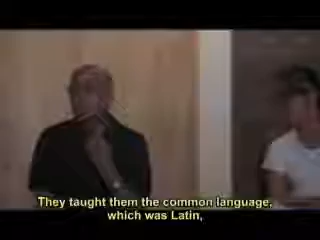 They taught them the common language,
which was Latin,